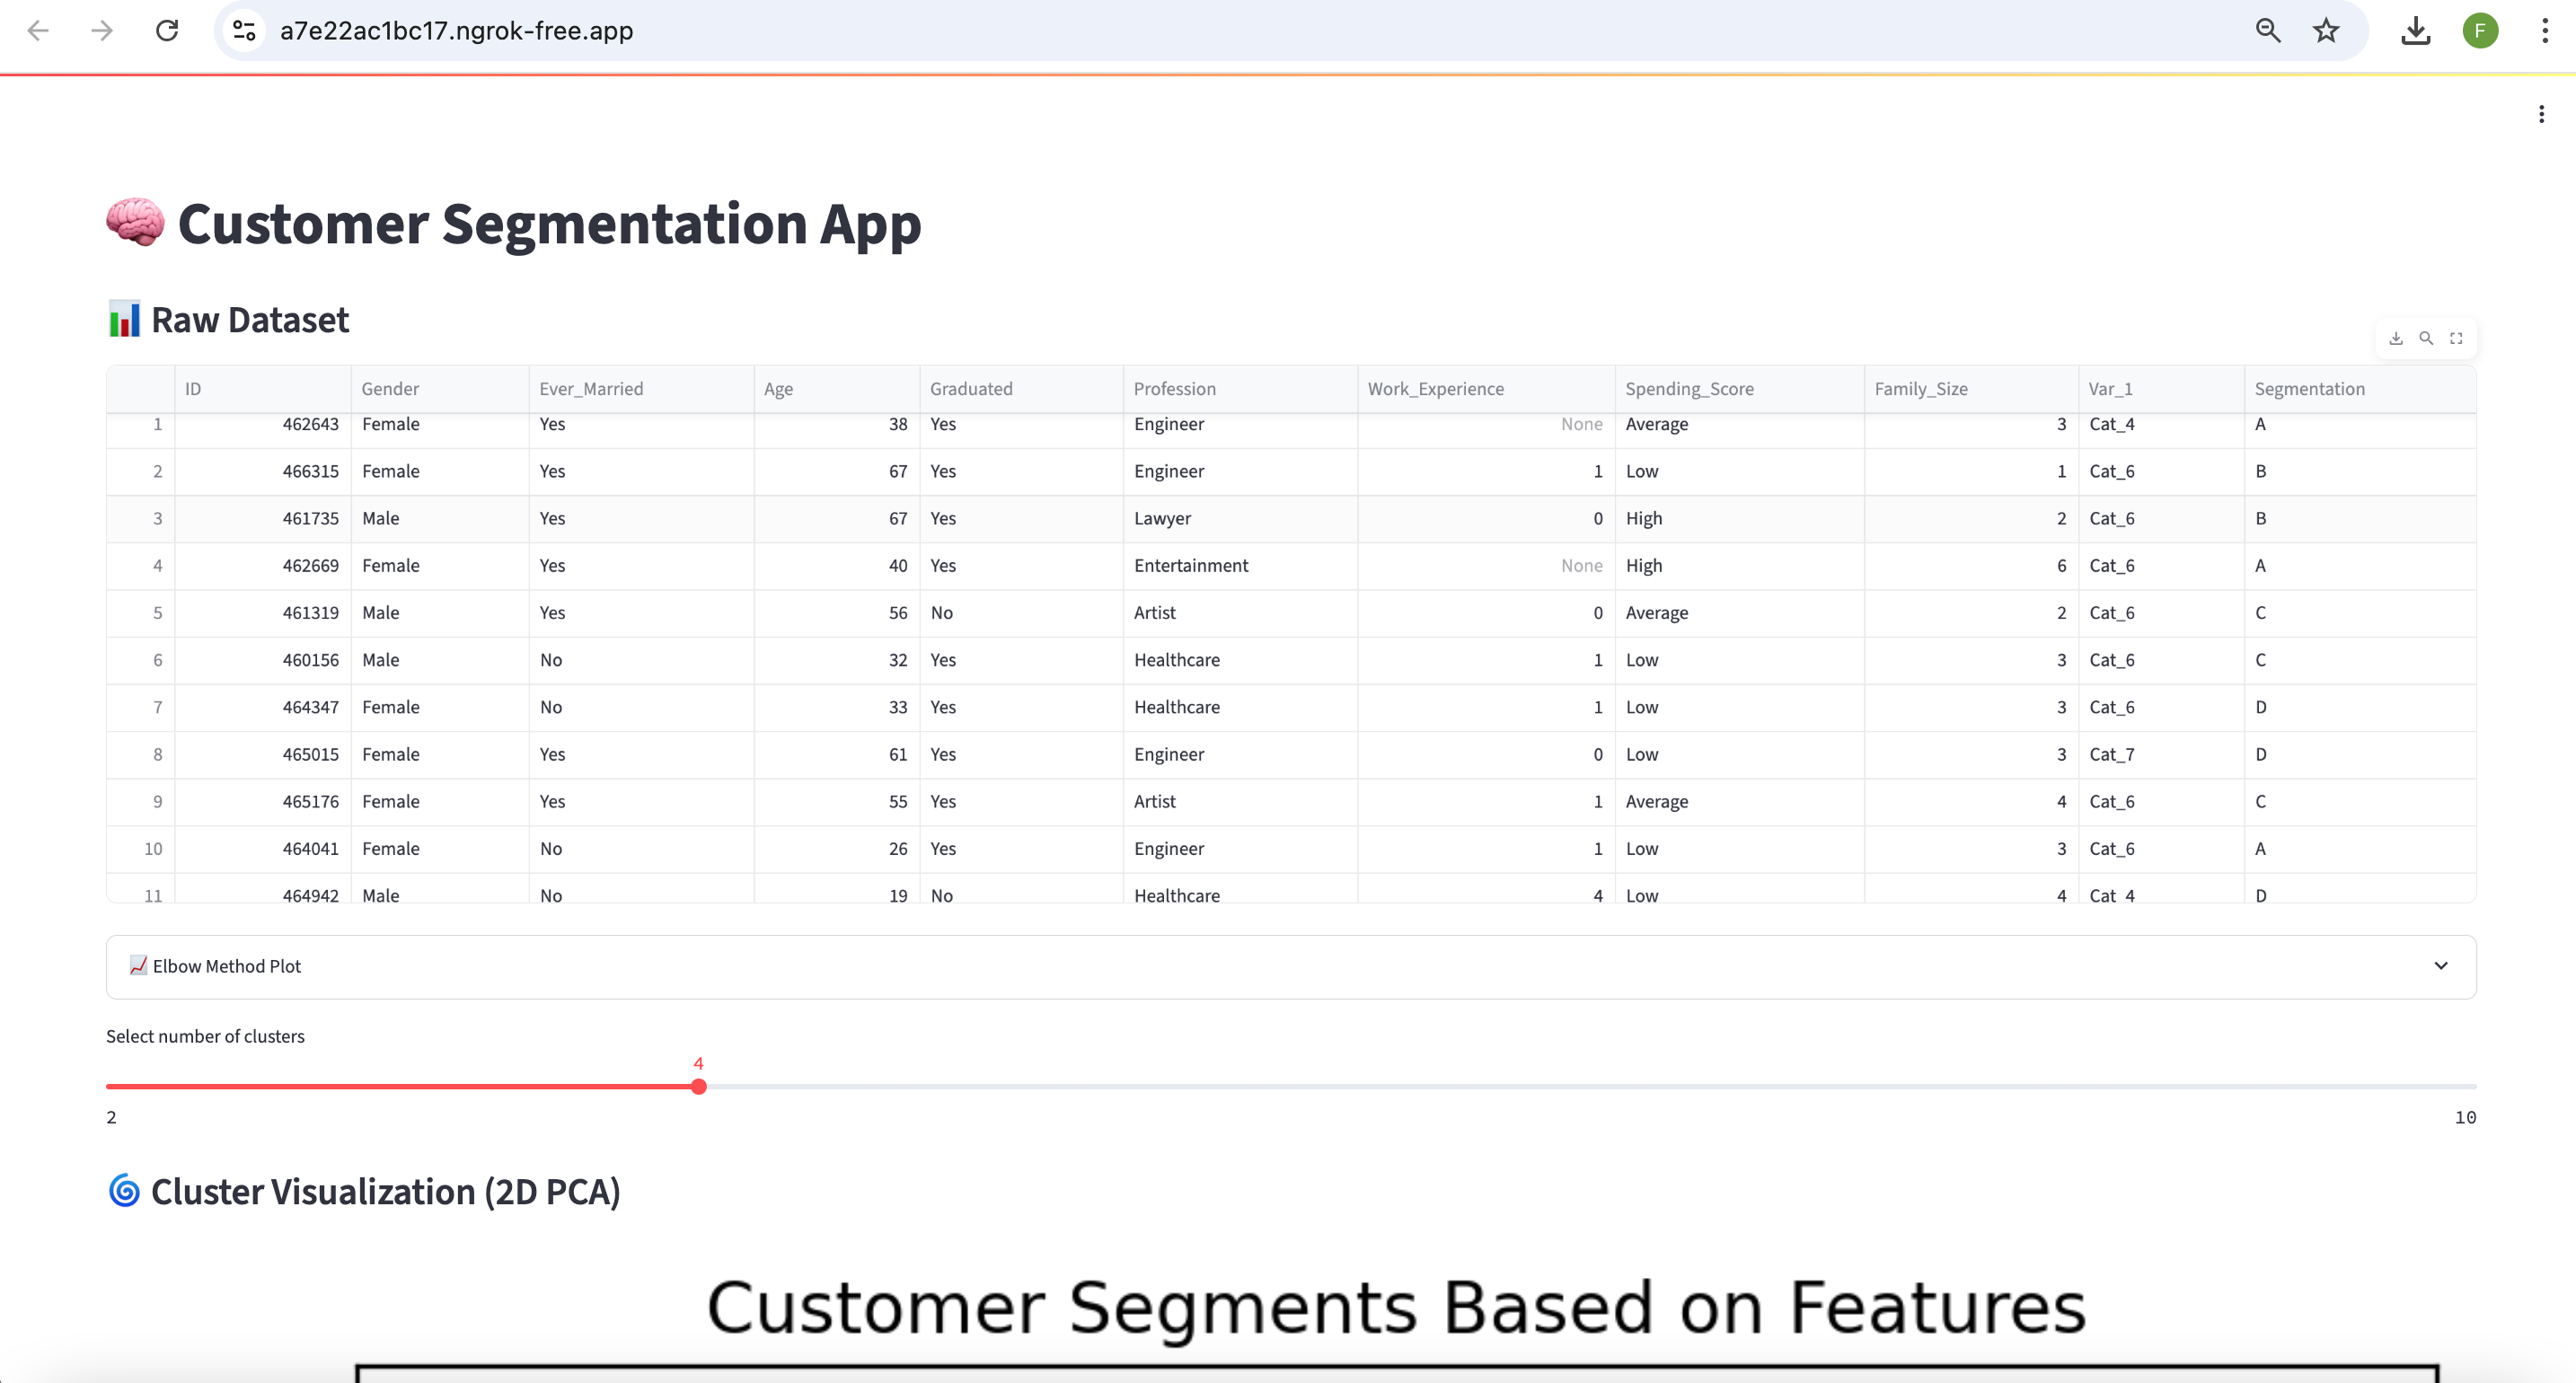 a7e22ac1bc17.ngrok-free.app
F
🧠 Customer Segmentation App
📊 Raw Dataset
ID Gender Ever_Married Age Graduated Profession Work_Experience Spending_Score Family_Size Var_1 Segmentation
1 462643 Female Yes 38 Yes Engineer None Average 3 Cat_4 A
2 466315 Female Yes 67 Yes Engineer 1 Low 1 Cat_6 B
3 461735 Male Yes 67 Yes Lawyer 0 High 2 Cat_6 B
4 462669 Female Yes 40 Yes Entertainment None High 6 Cat_6 A
5 461319 Male Yes 56 No Artist 0 Average 2 Cat_6 C
6 460156 Male No 32 Yes Healthcare 1 Low 3 Cat_6 C
7 464347 Female No 33 Yes Healthcare 1 Low 3 Cat_6 D
8 465015 Female Yes 61 Yes Engineer 0 Low 3 Cat_7 D
9 465176 Female Yes 55 Yes Artist 1 Average 4 Cat_6 C
10 464041 Female No 26 Yes Engineer 1 Low 3 Cat_6 A
11 464942 Male No 19 No Healthcare 4 Low 4 Cat_4 D
📈 Elbow Method Plot
Select number of clusters
4
2 10
🌀 Cluster Visualization (2D PCA)
Customer Segments Based on Features